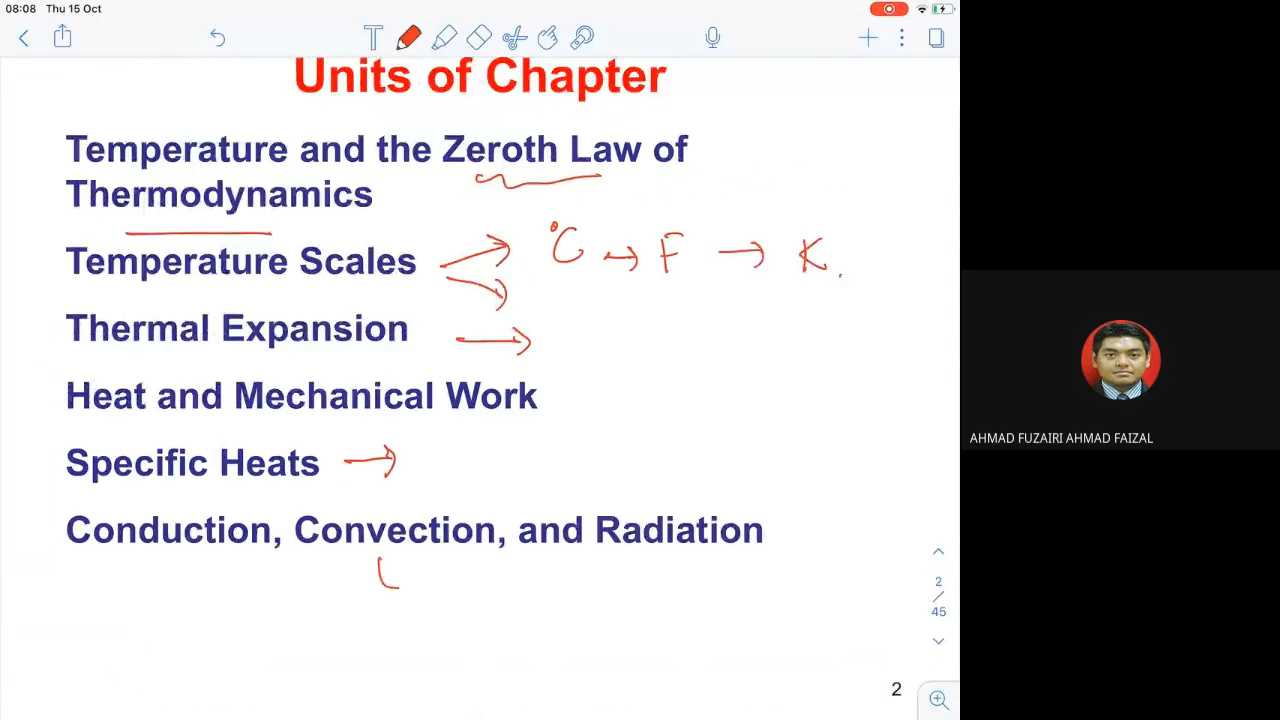 08:08 Thu 15 Oct
Units of Chapter
Temperature and the Zeroth Law of
Thermodynamics
Temperature Scales → °C → F → K.
Thermal Expansion →
Heat and Mechanical Work
Specific Heats →
Conduction, Convection, and Radiation
2
/
45
2
AHMAD FUZAIRI AHMAD FAIZAL